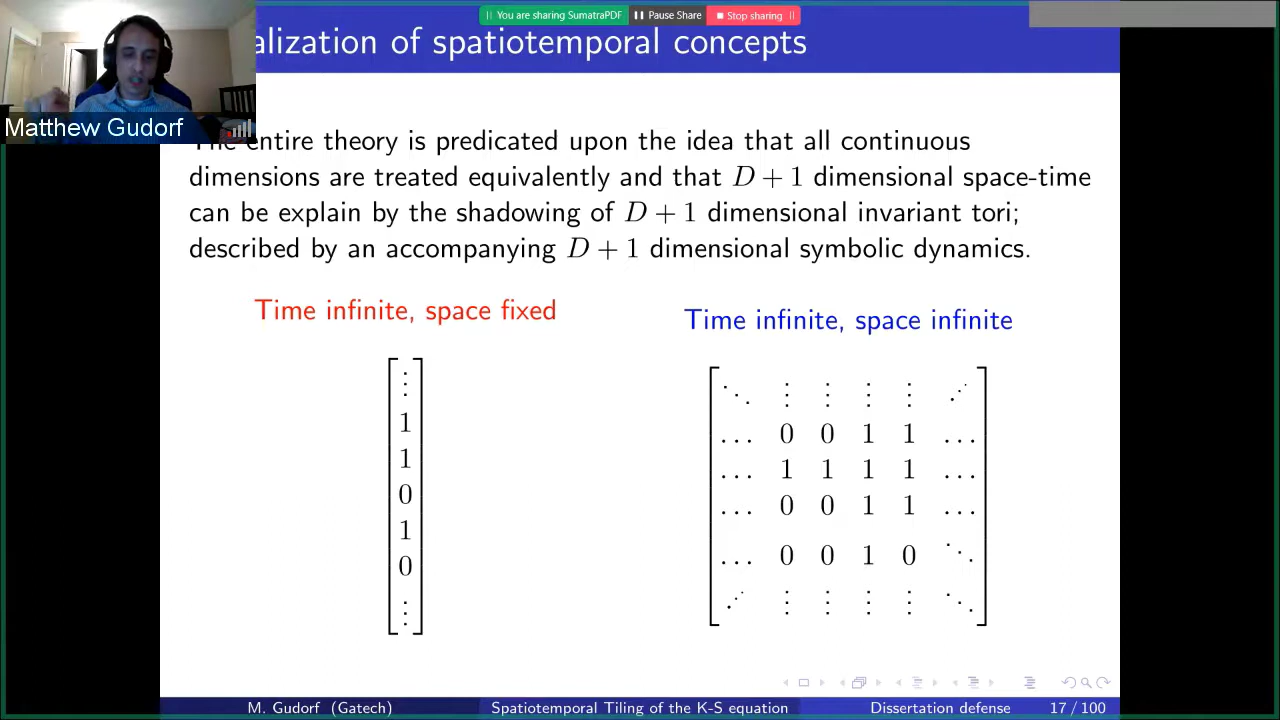 You are sharing SumatraPDF Pause Share Stop sharing
alization of spatiotemporal concepts
Matthew Gudorf
The entire theory is predicated upon the idea that all continuous
dimensions are treated equivalently and that D + 1 dimensional space-time
can be explain by the shadowing of D + 1 dimensional invariant tori;
described by an accompanying D + 1 dimensional symbolic dynamics.
Time infinite, space fixed
⋮
1
1
0
1
0
⋮
Time infinite, space infinite
⋱ ⋮ ⋮ ⋮ ⋮ ⋰
… 0 0 1 1 …
… 1 1 1 1 …
… 0 0 1 1 …
… 0 0 1 0 ⋱
⋰ ⋮ ⋮ ⋮ ⋮ ⋱
M. Gudorf (Gatech) Spatiotemporal Tiling of the K-S equation Dissertation defense 17 / 100